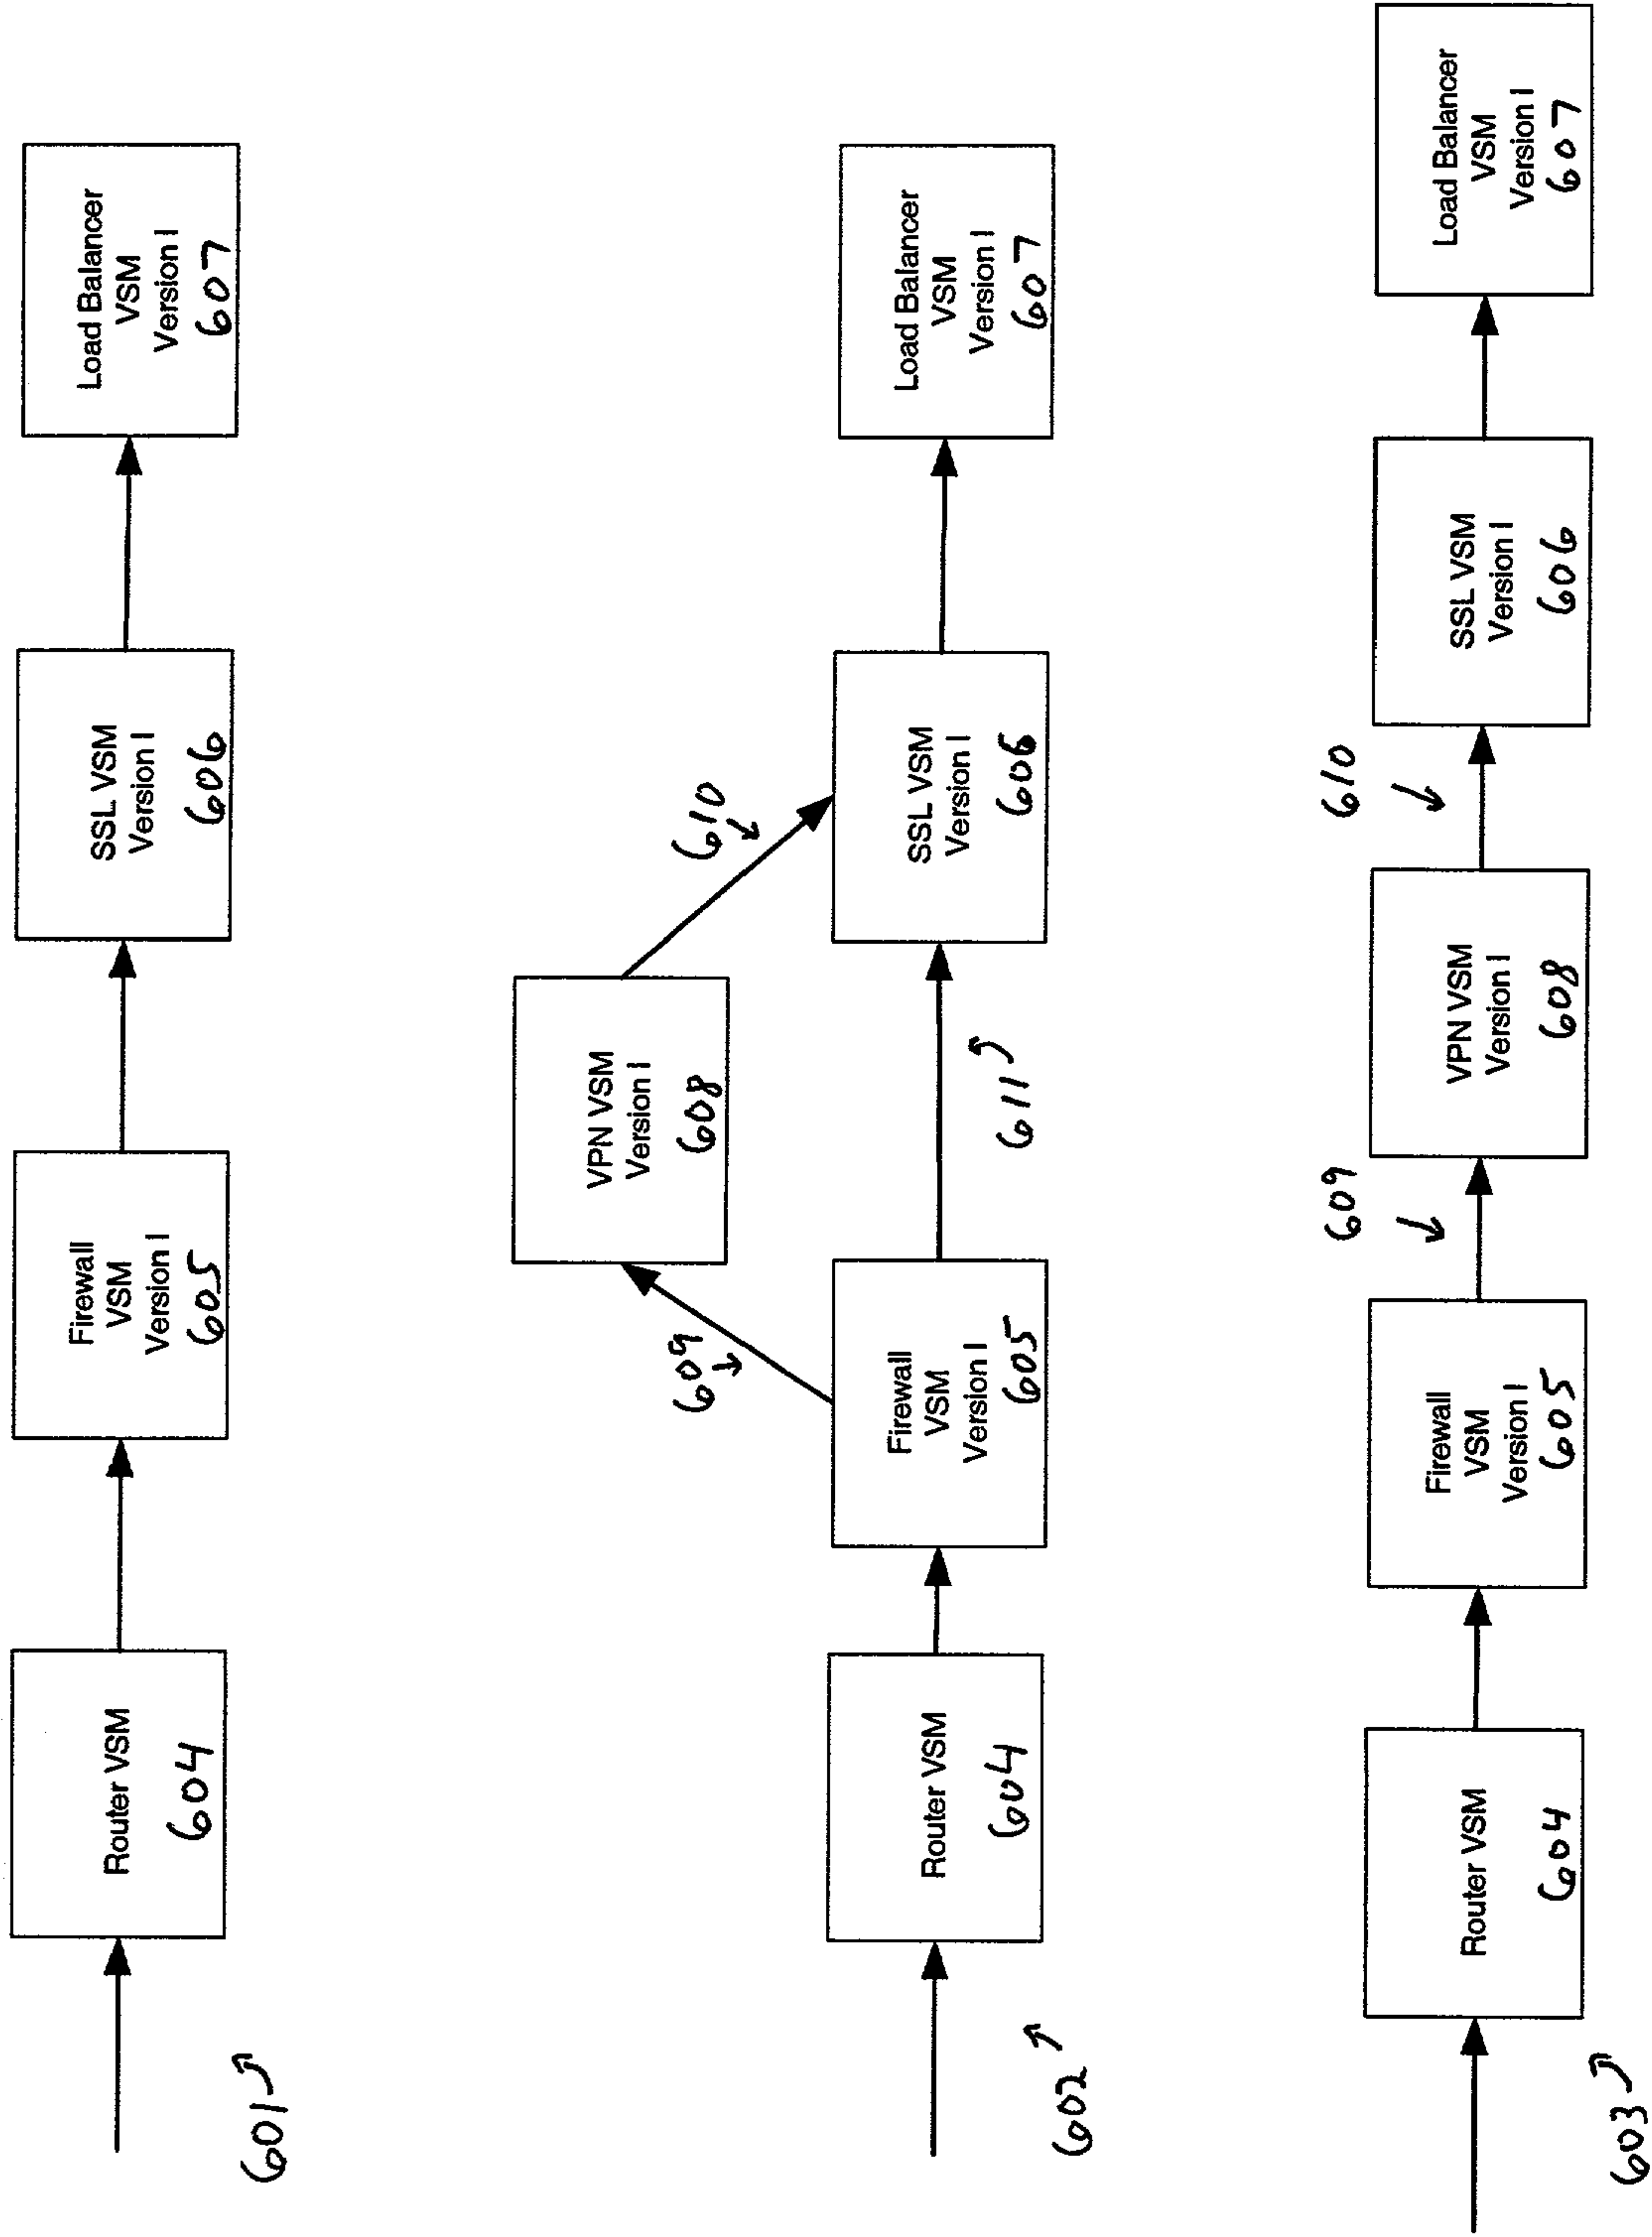 Router VSM
604
Firewall
VSM
Version I
605
SSL VSM
Version I
606
Load Balancer
VSM
Version I
607
601
VPN VSM
Version I
608
609
610
Router VSM
604
Firewall
VSM
Version I
605
611
SSL VSM
Version I
606
Load Balancer
VSM
Version I
607
602
609
610
Router VSM
604
Firewall
VSM
Version I
605
VPN VSM
Version I
608
SSL VSM
Version I
606
Load Balancer
VSM
Version I
607
603